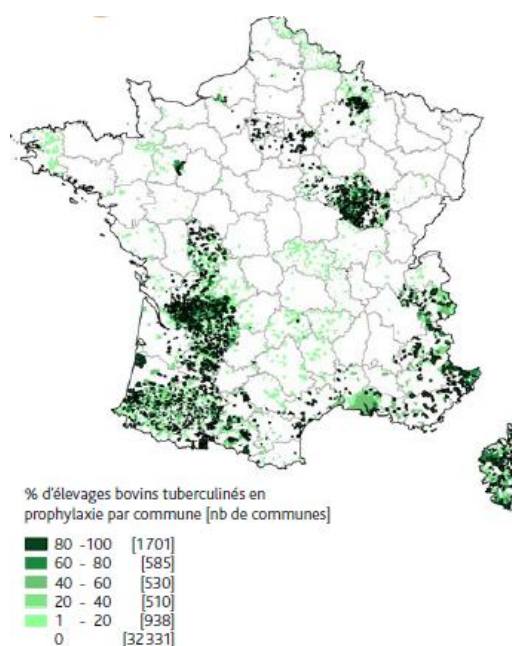 % d'élevages bovins tuberculinés en
prophylaxie par commune [nb de communes]
80 -100 [1701]
60 - 80 [585]
40 - 60 [530]
20 - 40 [510]
1 - 20 [938]
0 [32331]